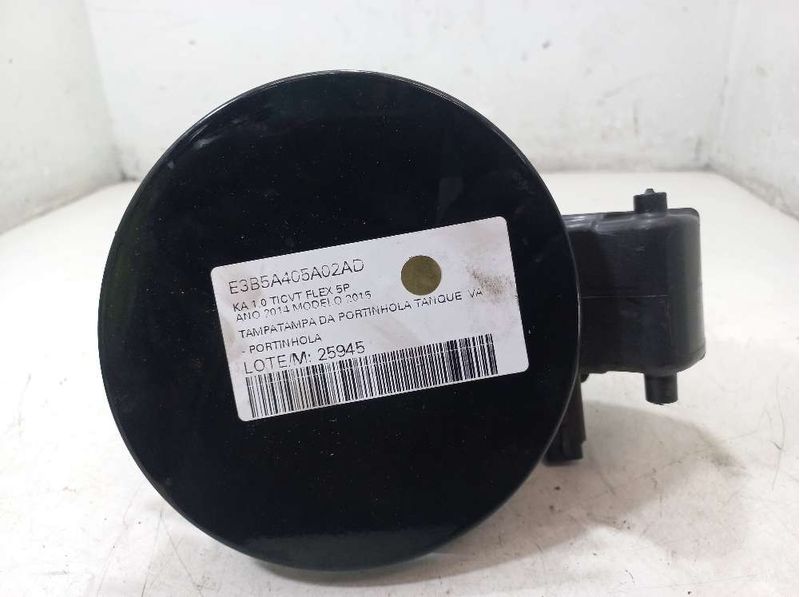 E3B5A405A02AD
KA 1.0 TICVT FLEX 5P
ANO 2014 MODELO 2015
TAMPATAMPA DA PORTINHOLA TANQUE VA
- PORTINHOLA
LOTE/M: 25945